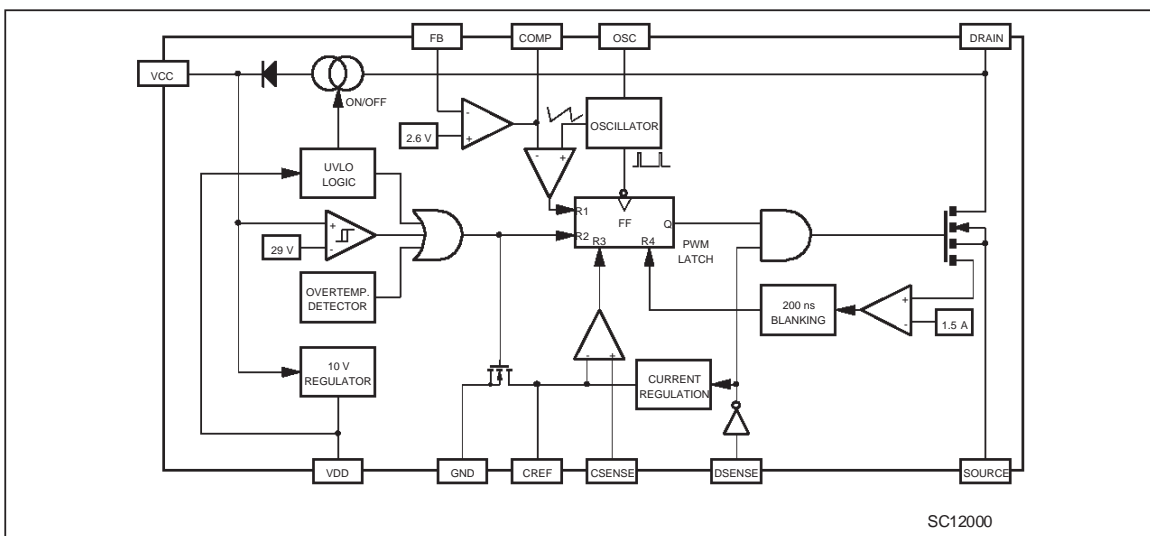 FB
COMP
OSC
DRAIN
VCC
ON/OFF
-
+
2.6 V
OSCILLATOR
- +
UVLO
LOGIC
R1
FF
R2
R3
R4
Q
PWM
LATCH
+
-
29 V
OVERTEMP.
DETECTOR
200 ns
BLANKING
+
-
1.5 A
10 V
REGULATOR
- +
CURRENT
REGULATION
VDD
GND
CREF
CSENSE
DSENSE
SOURCE
SC12000